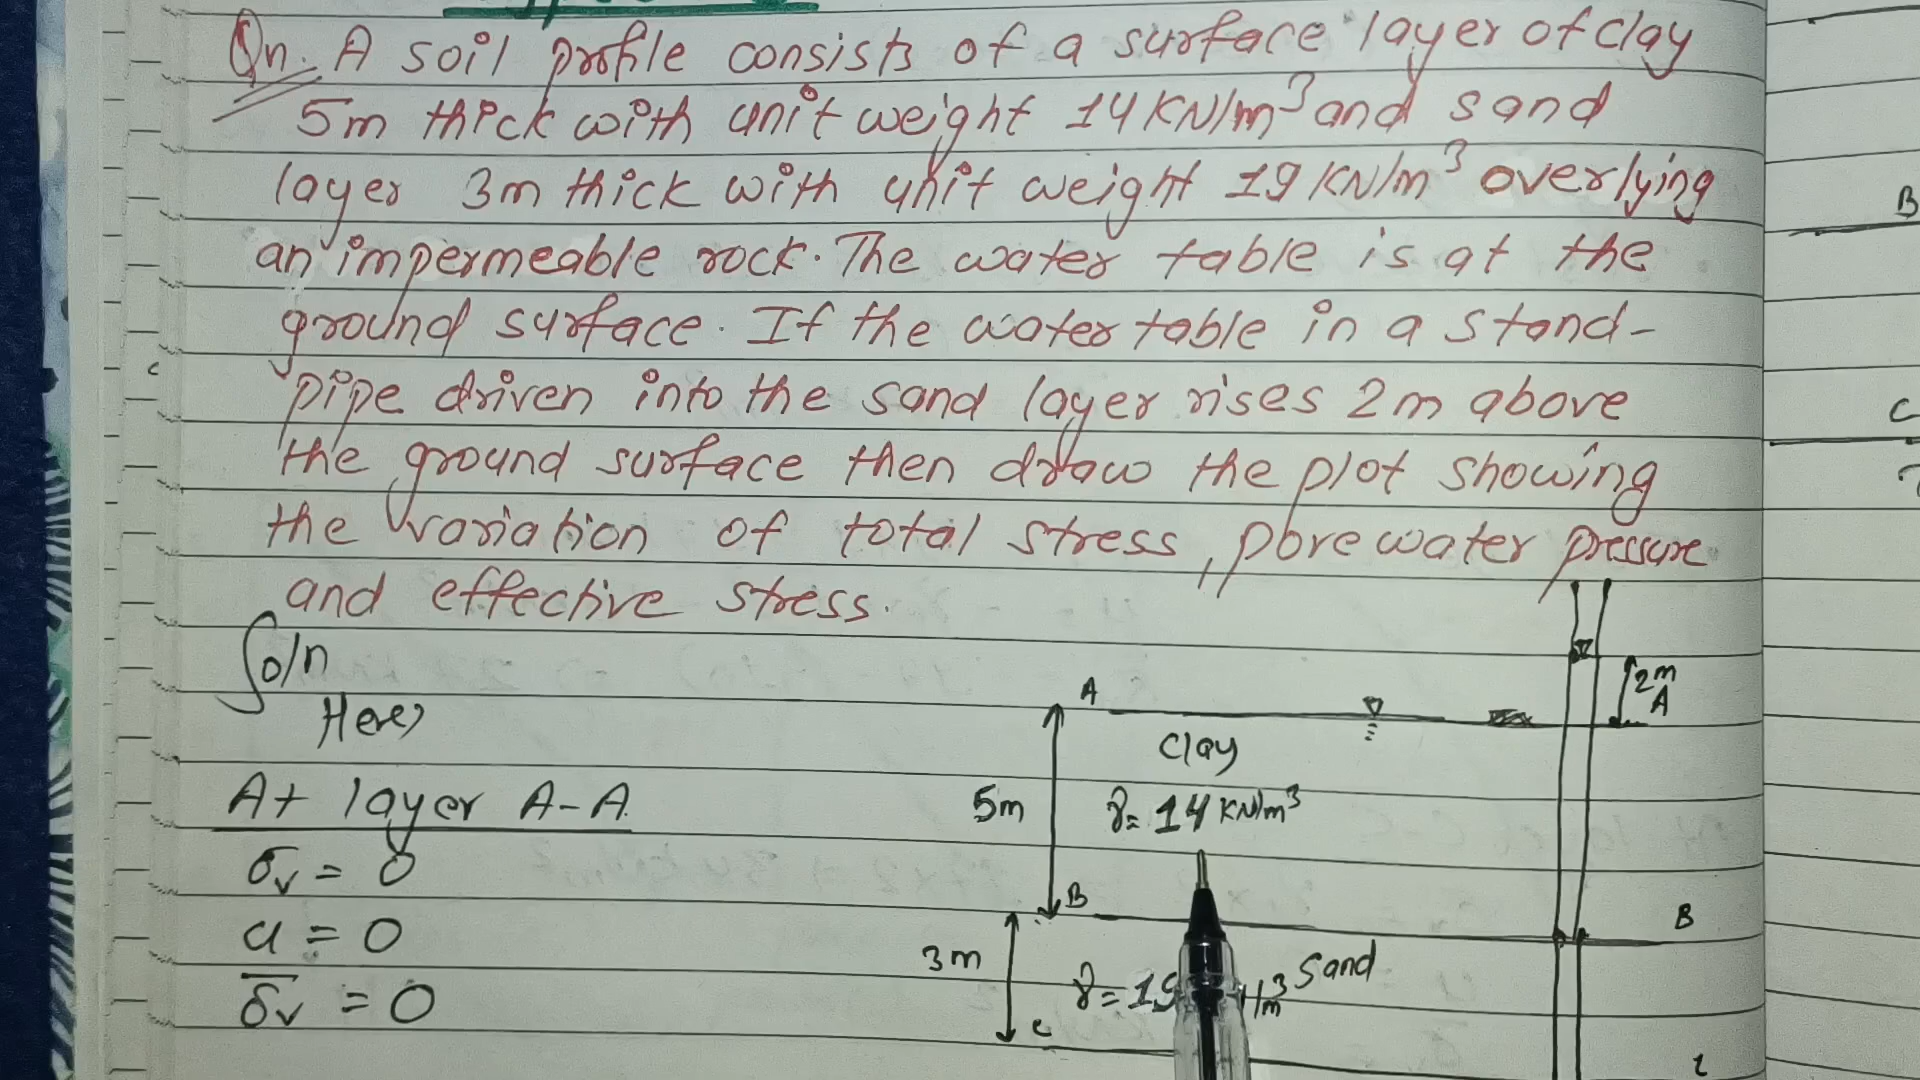 Qn. A soil profile consists of a surface layer of clay
5m thick with unit weight 14 KN/m³ and sand
layer 3m thick with unit weight 19 KN/m³ overlying
an impermeable rock. The water table is at the
ground surface. If the water table in a stand-
pipe driven into the sand layer rises 2m above
the ground surface then draw the plot showing
the variation of total stress, pore water pressure
and effective stress.
Soln
Here,
At layer A-A.
σv = 0
u = 0
σ̅v = 0
A
2m
A
Clay
5m
γ = 14 KN/m³
B
B
3m
Sand
γ = 19 /m³
C
B
C